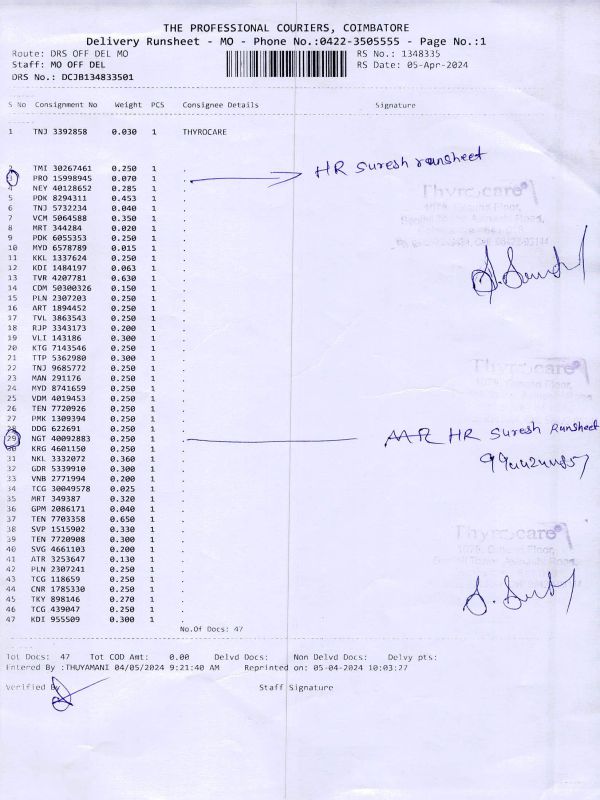 THE PROFESSIONAL COURIERS, COIMBATORE
Delivery Runsheet - MO - Phone No.:0422-3505555 - Page No.:1
Route: DRS OFF DEL MO RS No.: 1348335
Staff: MO OFF DEL RS Date: 05-Apr-2024
DRS No.: DCJB134833501
S No Consignment No Weight PCS Consignee Details Signature
1 TNJ 3392858 0.030 1 THYROCARE
2 TMI 30267461 0.250 1 .
HR Suresh runsheet
3 PRO 15998945 0.070 1 .
4 NEY 40128652 0.285 1 .
Thyrocare
5 PDK 8294311 0.453 1 .
6 TNJ 5732234 0.040 1 .
7 VCM 5064588 0.350 1 .
8 MRT 344284 0.020 1 .
9 PDK 6055353 0.250 1 .
10 MYD 6578789 0.015 1 .
11 KKL 1337624 0.250 1 .
12 KDI 1484197 0.063 1 .
13 TVR 4207781 0.630 1 .
14 CDM 50300326 0.150 1 .
15 PLN 2307203 0.250 1 .
16 ART 1894452 0.250 1 .
17 TVL 3863543 0.250 1 .
18 RJP 3343173 0.200 1 .
19 VLI 143186 0.300 1 .
20 KTG 7143546 0.250 1 .
21 TTP 5362980 0.300 1 .
22 TNJ 9685772 0.250 1 .
Thyrocare
23 MAN 291176 0.250 1 .
24 MYD 8741659 0.250 1 .
25 VDM 4019453 0.250 1 .
26 TEN 7720926 0.250 1 .
27 PMK 1309394 0.250 1 .
28 DDG 622691 0.250 1 .
29 NGT 40092883 0.250 1 . HR Suresh Runsheet
30 KRG 4601150 0.250 1 .
31 NKL 3332072 0.360 1 .
32 GDR 5339910 0.300 1 .
33 VNB 2771994 0.200 1 .
34 TCG 30049578 0.025 1 .
35 MRT 349387 0.320 1 .
36 GPM 2086171 0.040 1 .
37 TEN 7703358 0.650 1 .
38 SVP 1515902 0.330 1 .
Thyrocare
39 TEN 7720908 0.300 1 .
40 SVG 4661103 0.200 1 .
41 ATR 3253647 0.130 1 .
42 PLN 2307241 0.250 1 .
43 TCG 118659 0.250 1 .
44 CNR 1785330 0.250 1 .
45 TKY 898146 0.270 1 .
46 TCG 439047 0.250 1 .
47 KDI 955509 0.300 1 .
No.Of Docs: 47
Tot Docs: 47 Tot COD Amt: 0.00 Delvd Docs: Non Delvd Docs: Delvy pts:
Entered By :THUYAMANI 04/05/2024 9:21:40 AM Reprinted on: 05-04-2024 10:03:27
Verified By Staff Signature